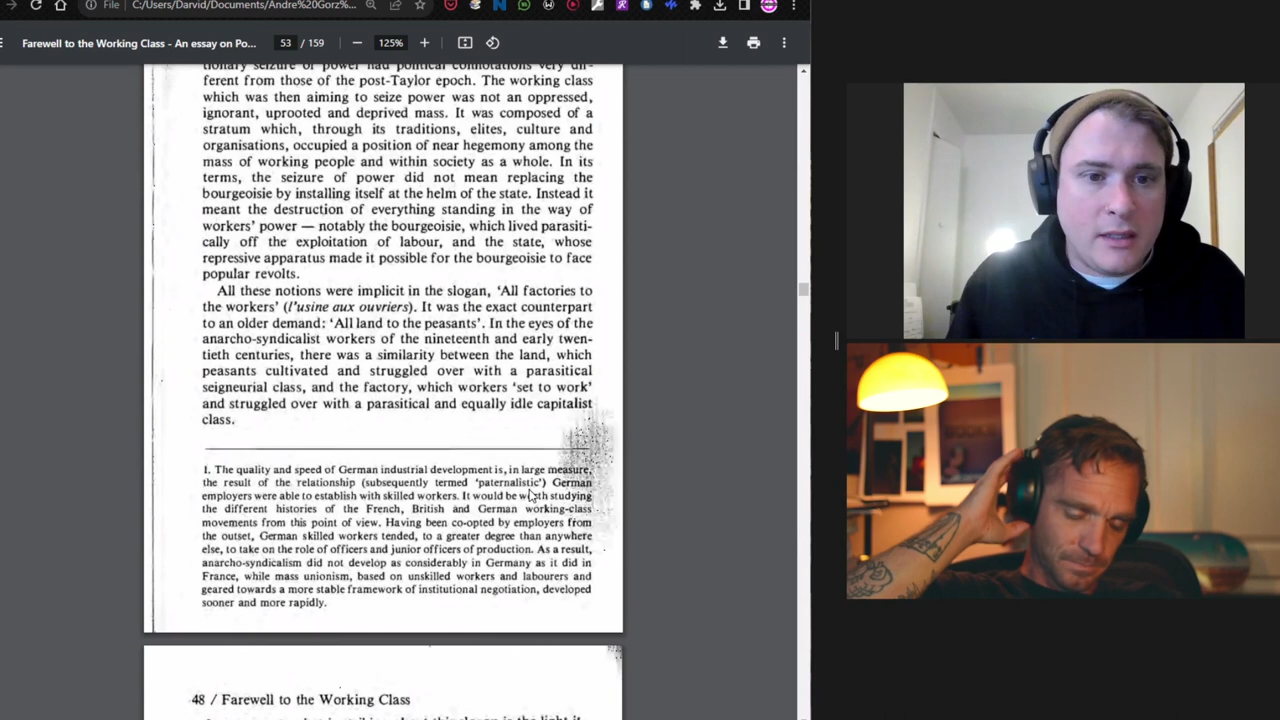 File
C:/Users/Darvid/Documents/Andre%20Gorz%...
Farewell to the Working Class - An essay on Po...
53 / 159
125%
tionary seizure of power had political connotations very dif-
ferent from those of the post-Taylor epoch. The working class
which was then aiming to seize power was not an oppressed,
ignorant, uprooted and deprived mass. It was composed of a
stratum which, through its traditions, elites, culture and
organisations, occupied a position of near hegemony among the
mass of working people and within society as a whole. In its
terms, the seizure of power did not mean replacing the
bourgeoisie by installing itself at the helm of the state. Instead it
meant the destruction of everything standing in the way of
workers' power — notably the bourgeoisie, which lived parasiti-
cally off the exploitation of labour, and the state, whose
repressive apparatus made it possible for the bourgeoisie to face
popular revolts.
All these notions were implicit in the slogan, 'All factories to
the workers' (l'usine aux ouvriers). It was the exact counterpart
to an older demand: 'All land to the peasants'. In the eyes of the
anarcho-syndicalist workers of the nineteenth and early twen-
tieth centuries, there was a similarity between the land, which
peasants cultivated and struggled over with a parasitical
seigneurial class, and the factory, which workers 'set to work'
and struggled over with a parasitical and equally idle capitalist
class.
1. The quality and speed of German industrial development is, in large measure,
the result of the relationship (subsequently termed 'paternalistic') German
employers were able to establish with skilled workers. It would be worth studying
the different histories of the French, British and German working-class
movements from this point of view. Having been co-opted by employers from
the outset, German skilled workers tended, to a greater degree than anywhere
else, to take on the role of officers and junior officers of production. As a result,
anarcho-syndicalism did not develop as considerably in Germany as it did in
France, while mass unionism, based on unskilled workers and labourers and
geared towards a more stable framework of institutional negotiation, developed
sooner and more rapidly.
48 / Farewell to the Working Class